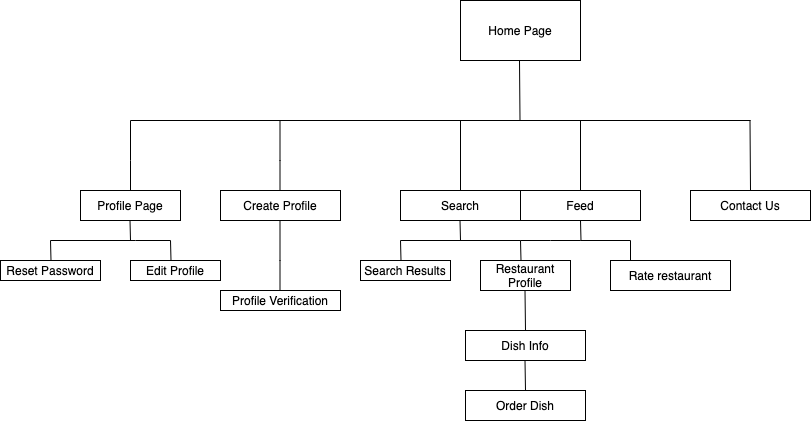 Home Page
Profile Page
Create Profile
Search
Feed
Contact Us
Reset Password
Edit Profile
Search Results
Restaurant
Profile
Rate restaurant
Profile Verification
Dish Info
Order Dish